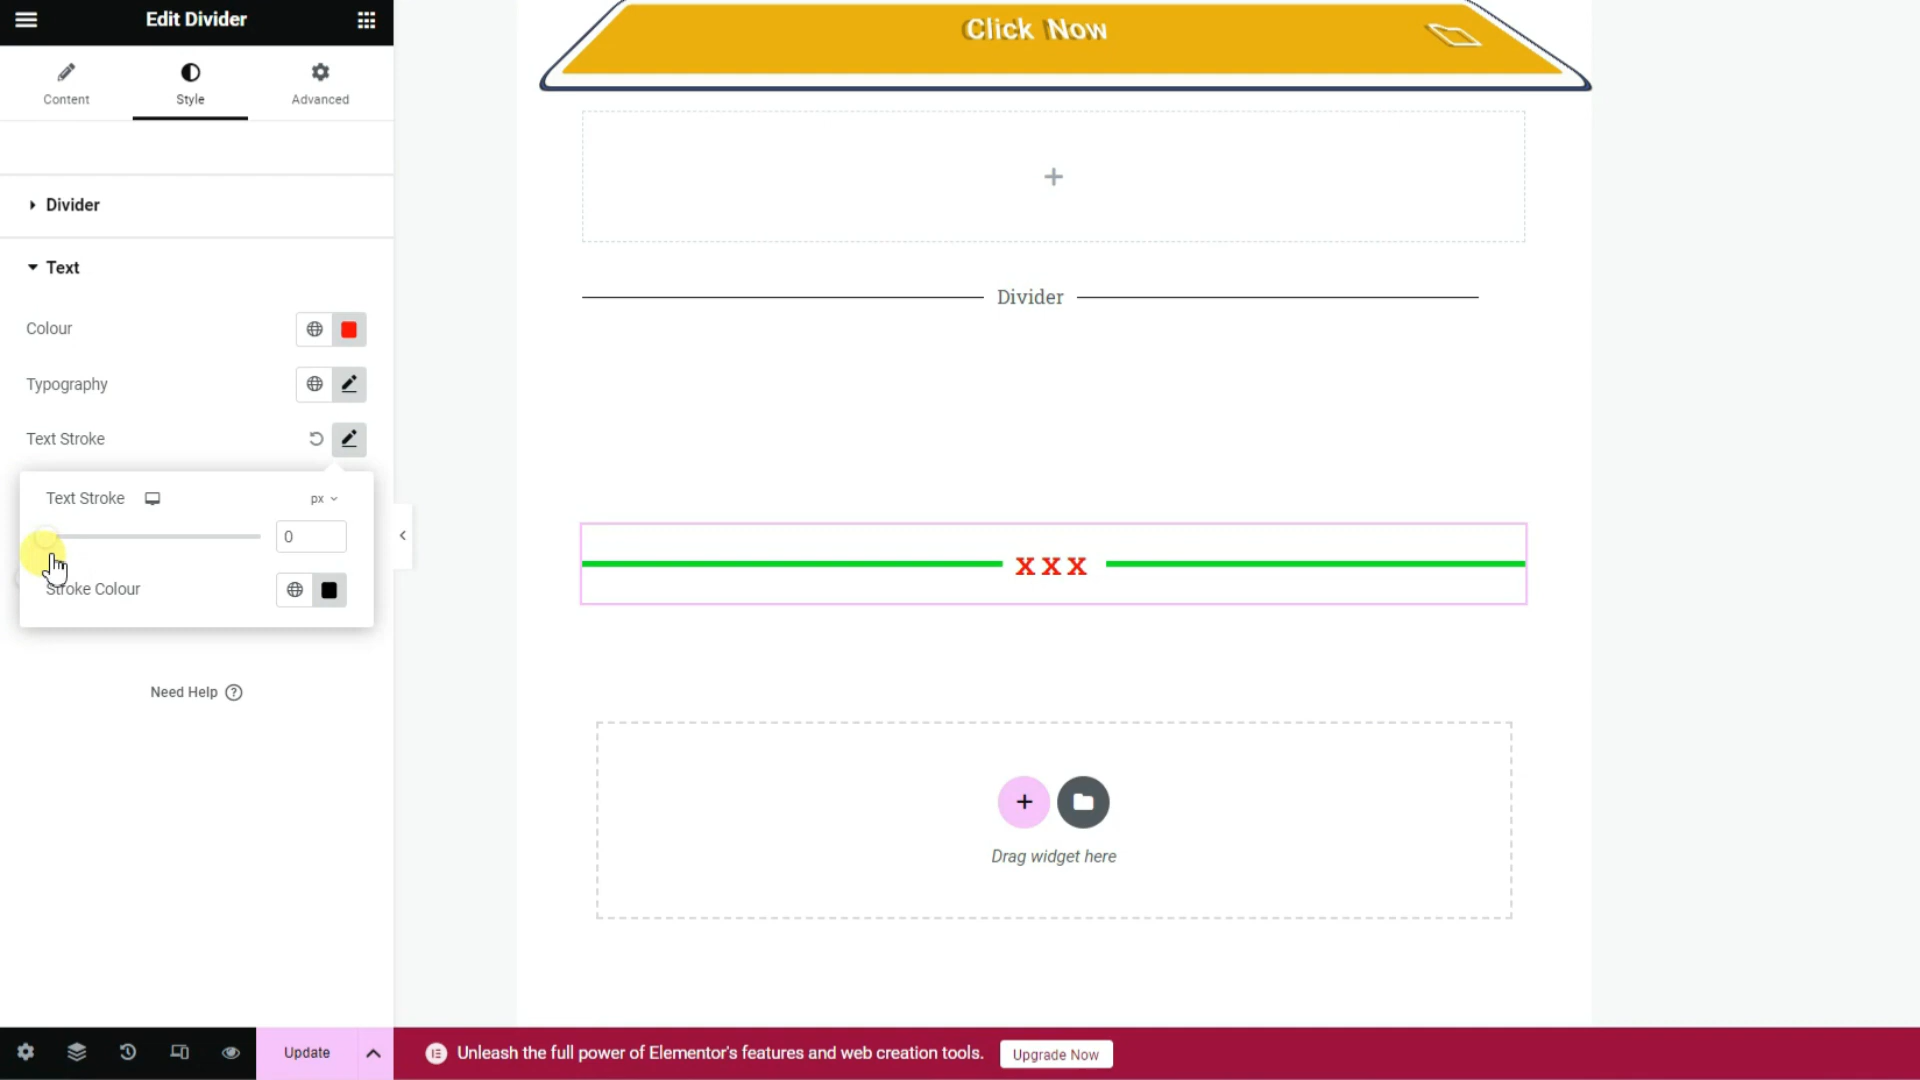 Edit Divider
Content
Style
Advanced
Divider
Text
Colour
Typography
Text Stroke
Text Stroke
px
0
Stroke Colour
Need Help
Update
Click Now
Divider
x x x
Drag widget here
Unleash the full power of Elementor's features and web creation tools.
Upgrade Now